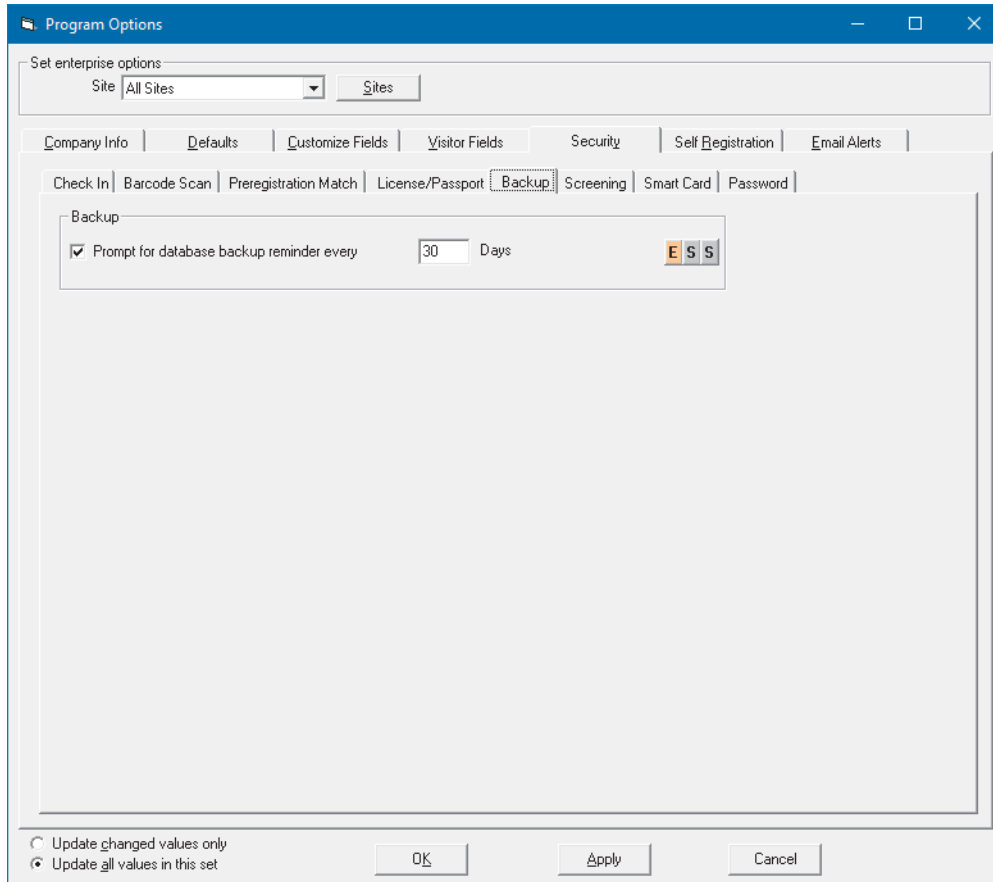 Program Options
Set enterprise options
Site All Sites Sites
Company Info Defaults Customize Fields Visitor Fields Security Self Registration Email Alerts
Check In Barcode Scan Preregistration Match License/Passport Backup Screening Smart Card Password
Backup
Prompt for database backup reminder every 30 Days E S S
Update changed values only
Update all values in this set
OK Apply Cancel